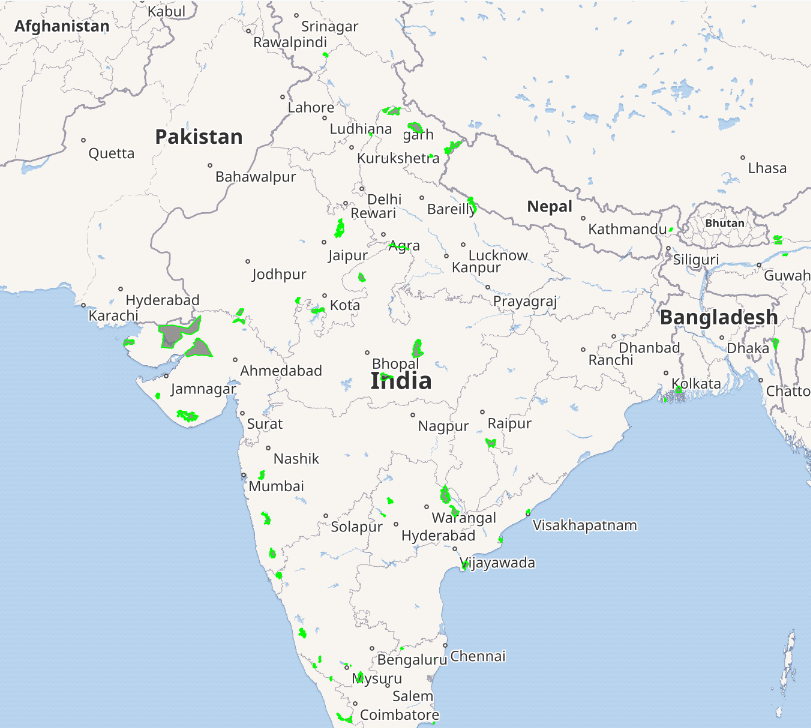 Kabul
Srinagar
Afghanistan
Rawalpindi
Lahore
Ludhiana
garh
Pakistan
Quetta
Kurukshetra
Lhasa
Bahawalpur
Delhi
Rewari
Bareilly
Nepal
Bhutan
Kathmandu
Agra
Jaipur
Lucknow
Kanpur
Siliguri
Guwah
Jodhpur
Hyderabad
Karachi
Kota
Prayagraj
Bangladesh
Dhanbad
Dhaka
Ranchi
Bhopal
India
Ahmedabad
Kolkata
Chatto
Jamnagar
Surat
Nagpur
Raipur
Nashik
Mumbai
Solapur
Warangal
Hyderabad
Visakhapatnam
Vijayawada
Bengaluru
Chennai
Mysuru
Salem
Coimbatore